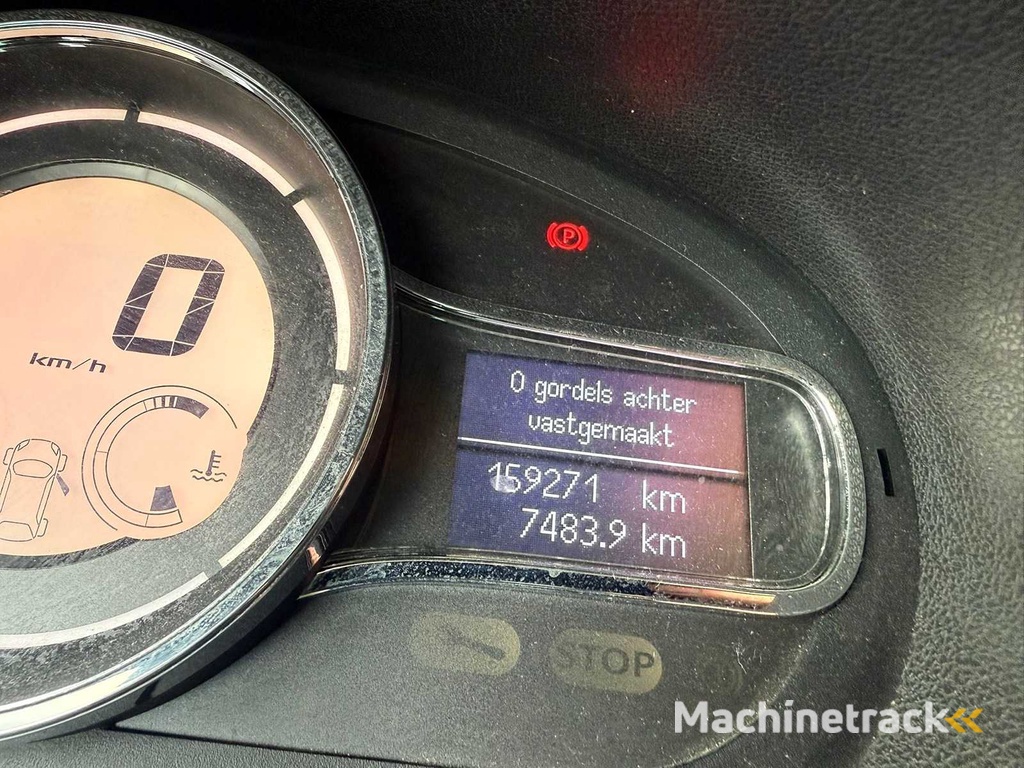 P
0
km/h
0 gordels achter
vastgemaakt
159271 km
7483.9 km
STOP
Machinetrack